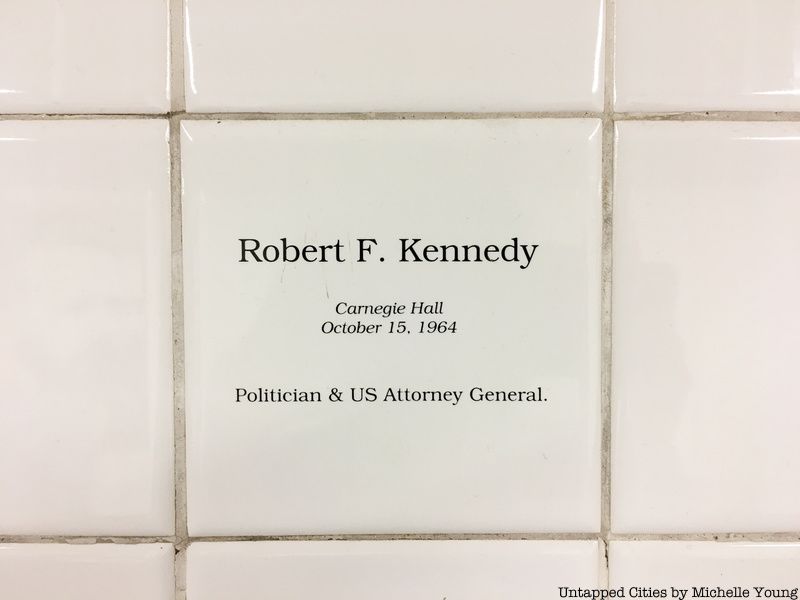 Robert F. Kennedy
Carnegie Hall
October 15, 1964
Politician & US Attorney General.
Untapped Cities by Michelle Young